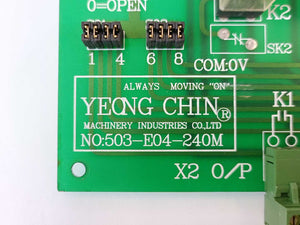 0=OPEN
K2
1 4 6 8
SK2
COM:0V
ALWAYS MOVING "ON"
YEONG CHIN®
MACHINERY INDUSTRIES CO,LTD
NO:503-E04-240M
K1
X2 O/P